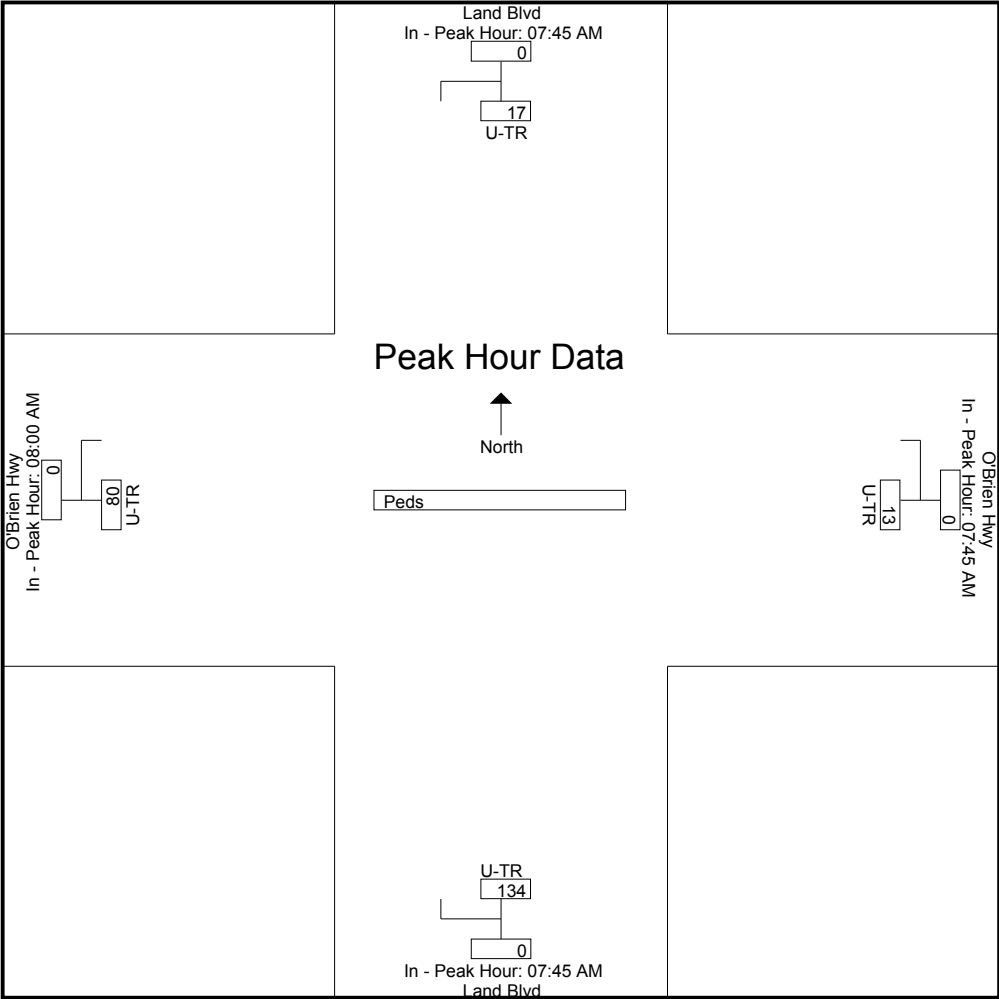 Land Blvd
In - Peak Hour: 07:45 AM
0
17
U-TR
Peak Hour Data
North
Peds
O'Brien Hwy
In - Peak Hour: 08:00 AM
0
80
U-TR
O'Brien Hwy
In - Peak Hour: 07:45 AM
0
13
U-TR
U-TR
134
0
In - Peak Hour: 07:45 AM
Land Blvd